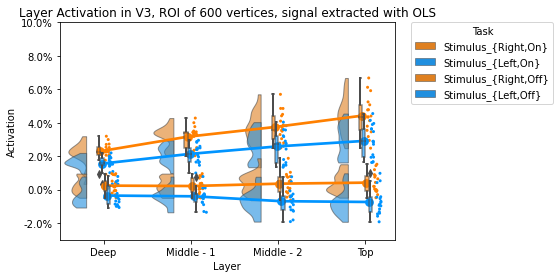 Layer Activation in V3, ROI of 600 vertices, signal extracted with OLS
10.0%
8.0%
6.0%
4.0%
2.0%
0.0%
-2.0%
Activation
Deep
Middle - 1
Middle - 2
Top
Layer
Task
Stimulus_{Right,On}
Stimulus_{Left,On}
Stimulus_{Right,Off}
Stimulus_{Left,Off}